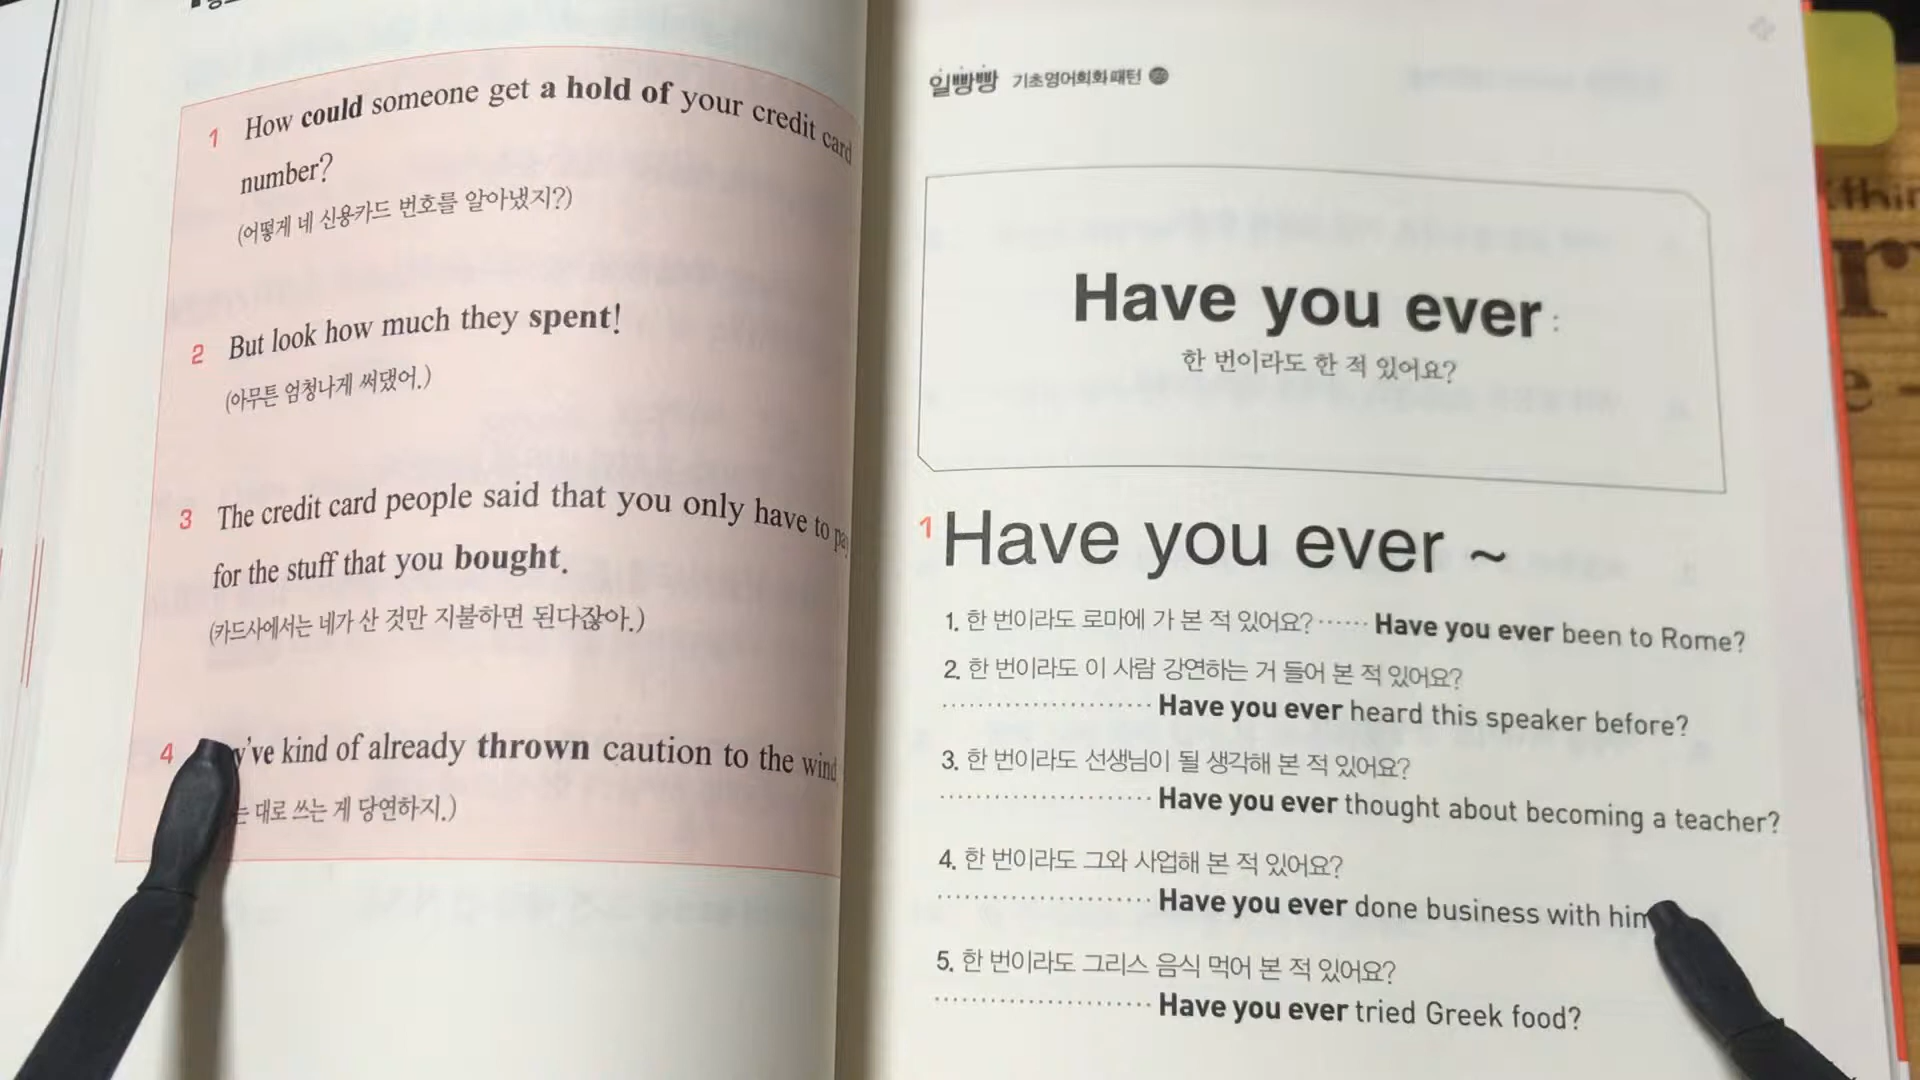 1 How could someone get a hold of your credit card
number?
(어떻게 네 신용카드 번호를 알아냈지?)
2 But look how much they spent!
(아무튼 엄청나게 써댔어.)
3 The credit card people said that you only have to pay
for the stuff that you bought.
(카드사에서는 네가 산 것만 지불하면 된다잖아.)
4 've kind of already thrown caution to the wind
대로 쓰는 게 당연하지.)
일빵빵 기초영어회화패턴
Have you ever :
한 번이라도 한 적 있어요?
1 Have you ever ~
1. 한 번이라도 로마에 가 본 적 있어요? ······ Have you ever been to Rome?
2. 한 번이라도 이 사람 강연하는 거 들어 본 적 있어요?
······················ Have you ever heard this speaker before?
3. 한 번이라도 선생님이 될 생각해 본 적 있어요?
······················ Have you ever thought about becoming a teacher?
4. 한 번이라도 그와 사업해 본 적 있어요?
······················ Have you ever done business with him
5. 한 번이라도 그리스 음식 먹어 본 적 있어요?
······················ Have you ever tried Greek food?